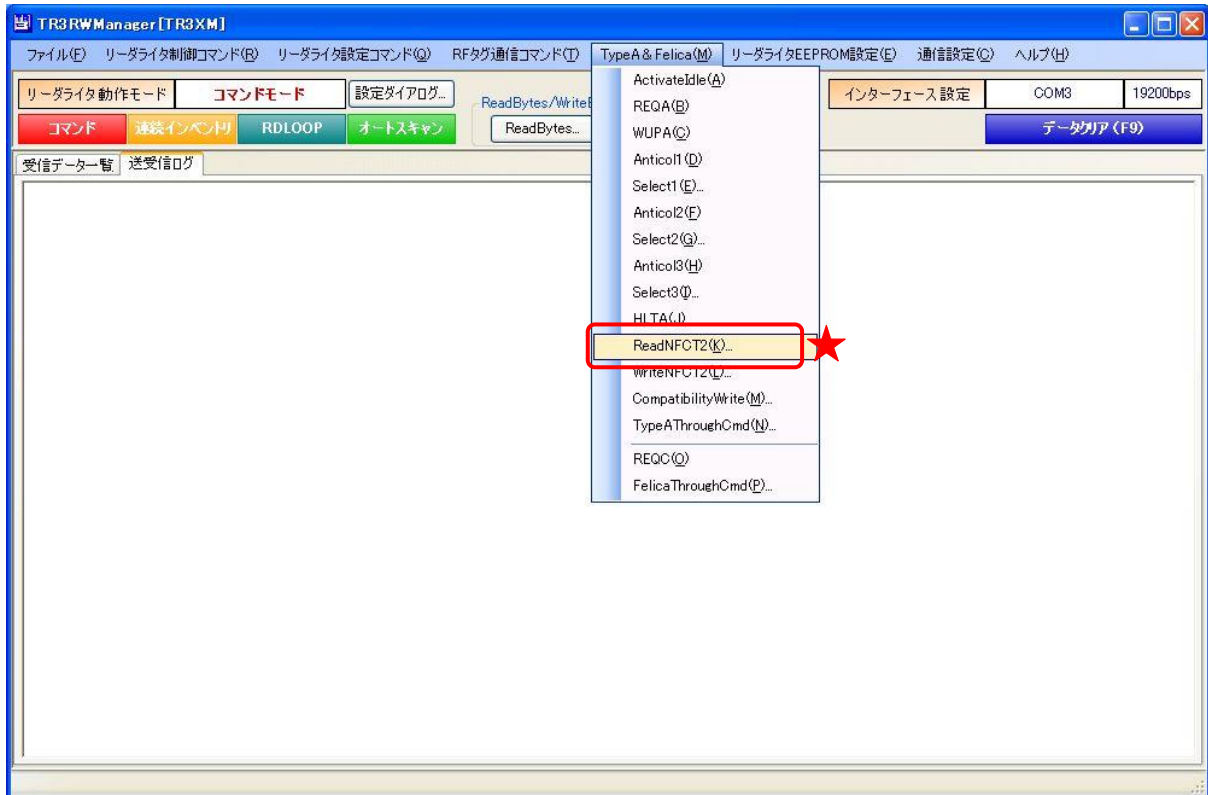 TR3RWManager[TR3XM]
ファイル(F) リーダライタ制御コマンド(R) リーダライタ設定コマンド(Q) RFタグ通信コマンド(T) TypeA&Felica(M) リーダライタEEPROM設定(E) 通信設定(C) ヘルプ(H)
リーダライタ動作モード コマンドモード 設定ダイアログ... ReadBytes/Write インターフェース設定 COM3 19200bps
コマンド 連続インベントリ RDLOOP オートスキャン ReadBytes... データクリア(F9)
受信データ一覧 送受信ログ
ActivateIdle(A)
REQA(B)
WUPA(C)
Anticol1(D)
Select1(E)...
Anticol2(F)
Select2(G)...
Anticol3(H)
Select3(I)...
HLTA(J)
ReadNFCT2(K)...
WriteNFCT2(L)...
CompatibilityWrite(M)...
TypeAThroughCmd(N)...
REQC(O)
FelicaThroughCmd(P)...